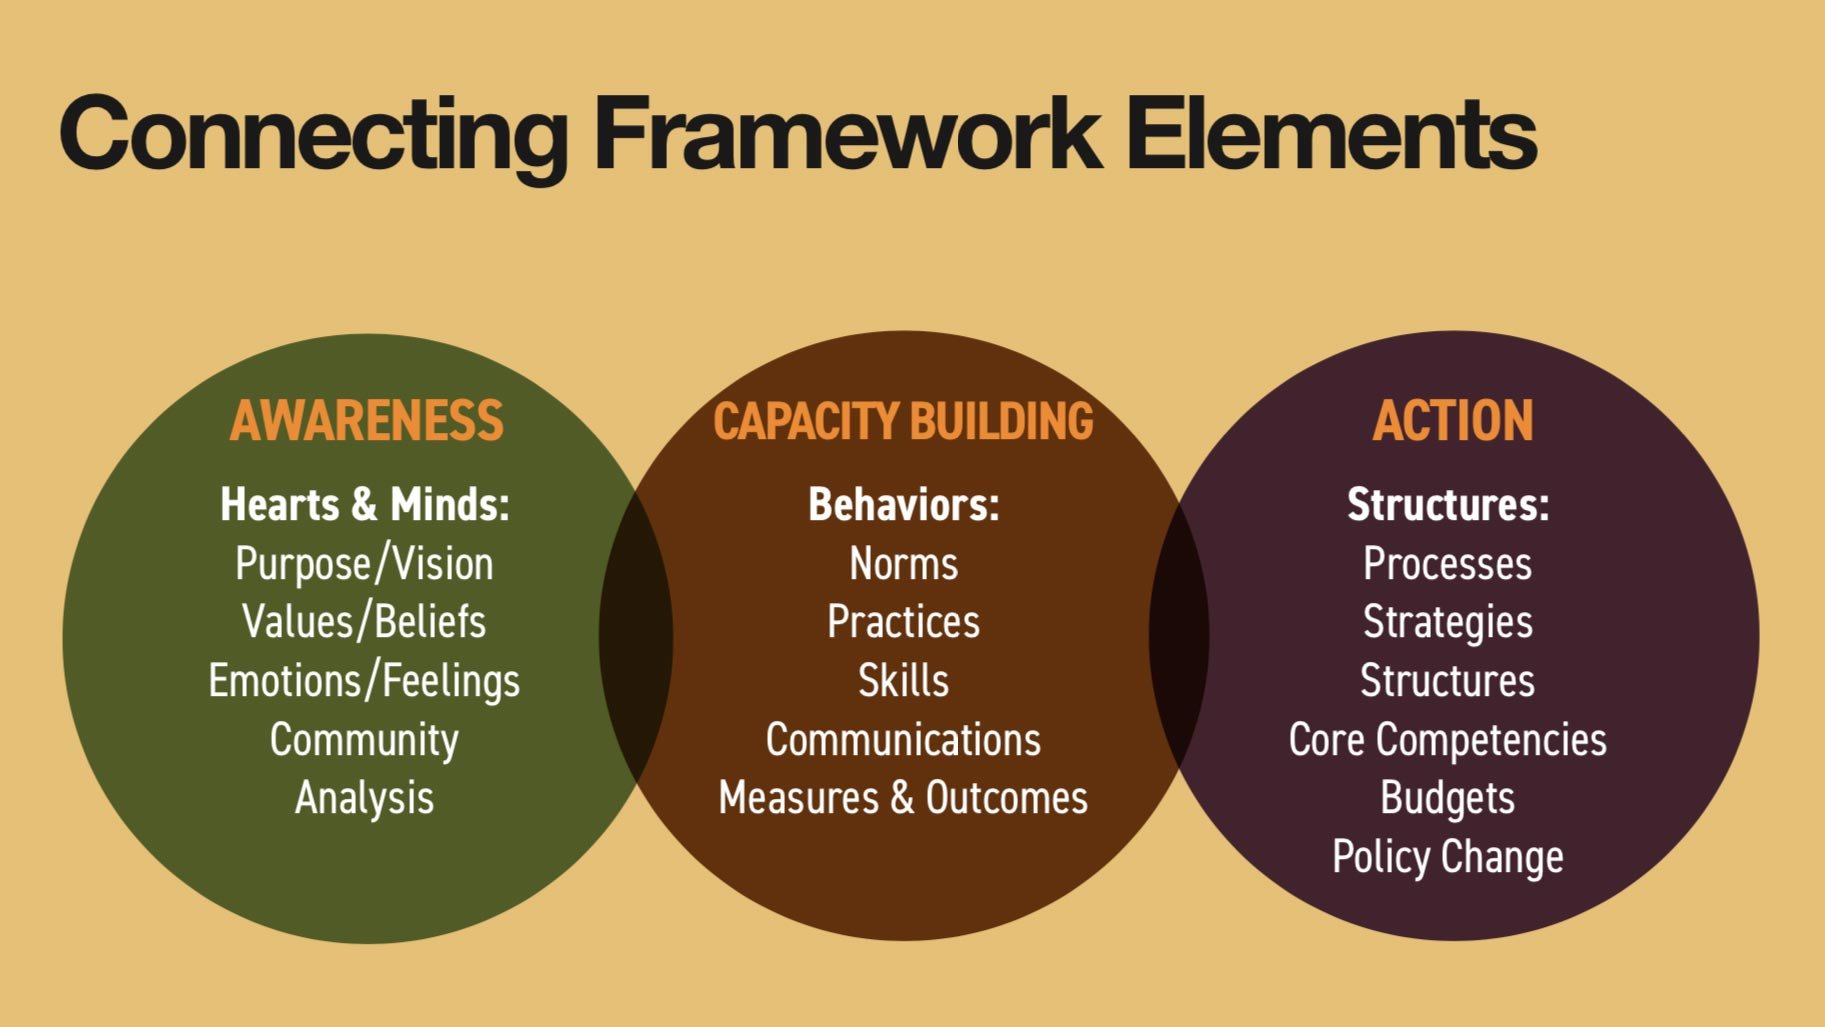 Connecting Framework Elements
AWARENESS
Hearts & Minds:
Purpose/Vision
Values/Beliefs
Emotions/Feelings
Community
Analysis
CAPACITY BUILDING
Behaviors:
Norms
Practices
Skills
Communications
Measures & Outcomes
ACTION
Structures:
Processes
Strategies
Structures
Core Competencies
Budgets
Policy Change